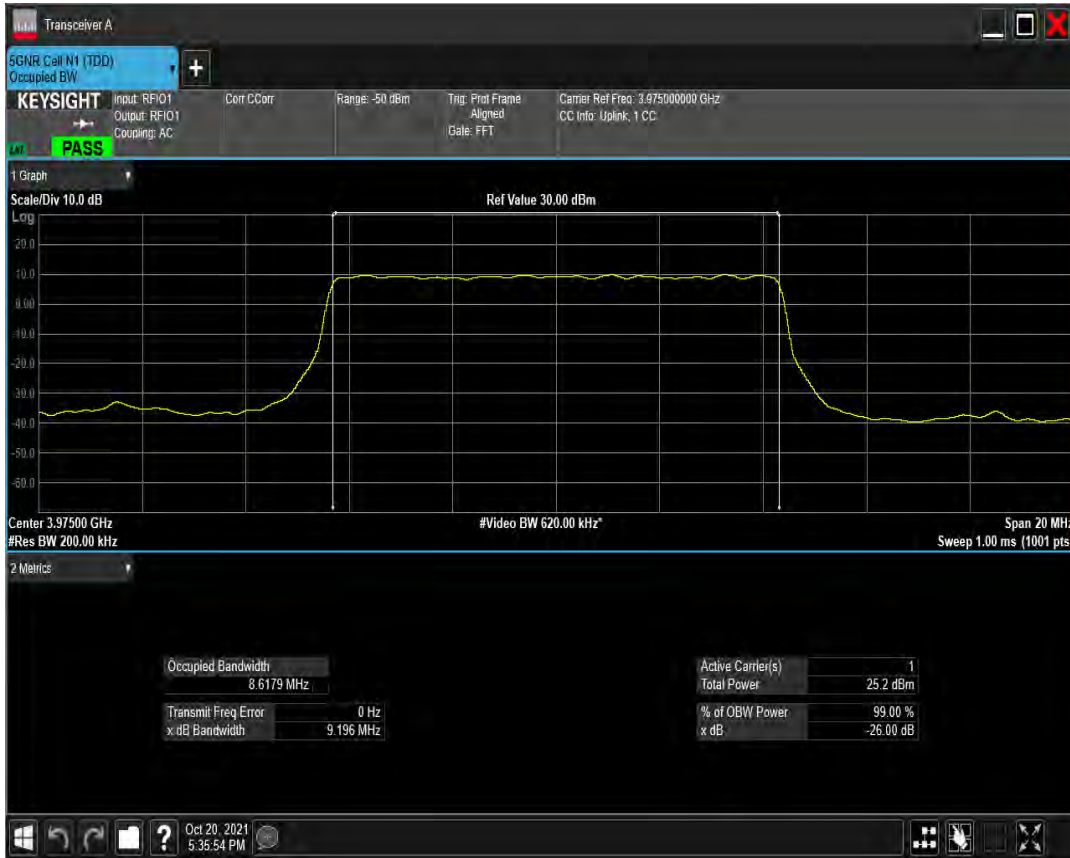 Transceiver A
5GNR Cell N1 (TDD)
Occupied BW
+
KEYSIGHT
PASS
Input: RFIO1
Output: RFIO1
Coupling: AC
Corr CCorr
Range: -50 dBm
Trig: Prot Frame
Aligned
Gate: FFT
Carrier Ref Freq: 3.975000000 GHz
CC Info: Uplink, 1 CC
1 Graph
Scale/Div 10.0 dB
Ref Value 30.00 dBm
Log
20.0
10.0
0.00
-10.0
-20.0
-30.0
-40.0
-50.0
-60.0
Center 3.97500 GHz
#Video BW 620.00 kHz*
Span 20 MHz
#Res BW 200.00 kHz
Sweep 1.00 ms (1001 pts
2 Metrics
Occupied Bandwidth
8.6179 MHz
Transmit Freq Error 0 Hz
x dB Bandwidth 9.196 MHz
Active Carrier(s) 1
Total Power 25.2 dBm
% of OBW Power 99.00 %
x dB -26.00 dB
?
Oct 20, 2021
5:35:54 PM